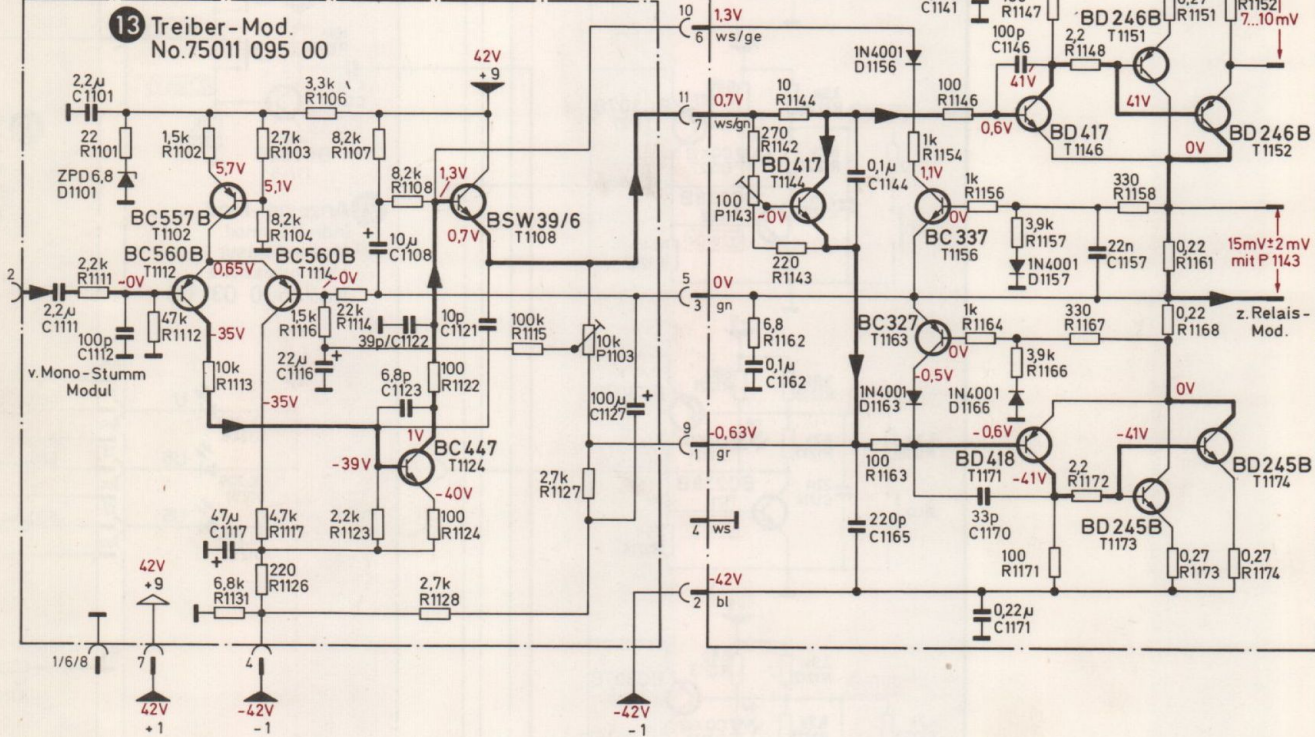 13 Treiber-Mod.
No.75011 095 00
2,2µ
C1101
22
R1101
ZPD6,8
D1101
1,5k
R1102
2,7k
R1103
3,3k
R1106
8,2k
R1107
42V
+9
5,7V
5,1V
8,2k
R1104
BC557B
T1102
8,2k
R1108
1,3V
BSW39/6
T1108
0,7V
+
10µ
C1108
BC560B
T1112
0,65V
BC560B
T1114
2
2,2k
R1111
~0V
~0V
2,2µ
C1111
100p
C1112
47k
R1112
-35V
1,5k
R1116
22k
R1114
10p
C1121
39p/C1122
100k
R1115
10k
P1103
v.Mono-Stumm
Modul
10k
R1113
22µ
C1116
+
-35V
6,8p
C1123
100
R1122
100µ
C1127
+
1V
BC447
T1124
-39V
-40V
2,7k
R1127
47µ
C1117
+
4,7k
R1117
2,2k
R1123
100
R1124
220
R1126
42V
+9
6,8k
R1131
2,7k
R1128
1/6/8
7
4
42V
+1
-42V
-1
-42V
-1
10
6
1,3V
ws/ge
11
7
0,7V
ws/gn
5
3
0V
gn
9
1
-0,63V
gr
4
ws
2
-42V
bl
C1141
R1147
BD246B
T1151
0,27
R1151
R1152
7...10mV
1N4001
D1156
100p
C1146
41V
2,2
R1148
10
R1144
100
R1146
0,6V
BD417
T1146
41V
BD246B
T1152
0V
270
R1142
BD417
T1144
100
P1143
~0V
0,1µ
C1144
1k
R1154
1,1V
1k
R1156
0V
BC337
T1156
330
R1158
3,9k
R1157
1N4001
D1157
22n
C1157
0,22
R1161
15mV±2mV
mit P1143
220
R1143
6,8
R1162
0,1µ
C1162
BC327
T1163
1k
R1164
0V
330
R1167
0,22
R1168
z.Relais-
Mod.
-0,5V
3,9k
R1166
1N4001
D1163
1N4001
D1166
0V
100
R1163
-0,6V
BD418
T1171
-41V
-41V
2,2
R1172
BD245B
T1174
BD245B
T1173
33p
C1170
220p
C1165
100
R1171
0,27
R1173
0,27
R1174
0,22µ
C1171